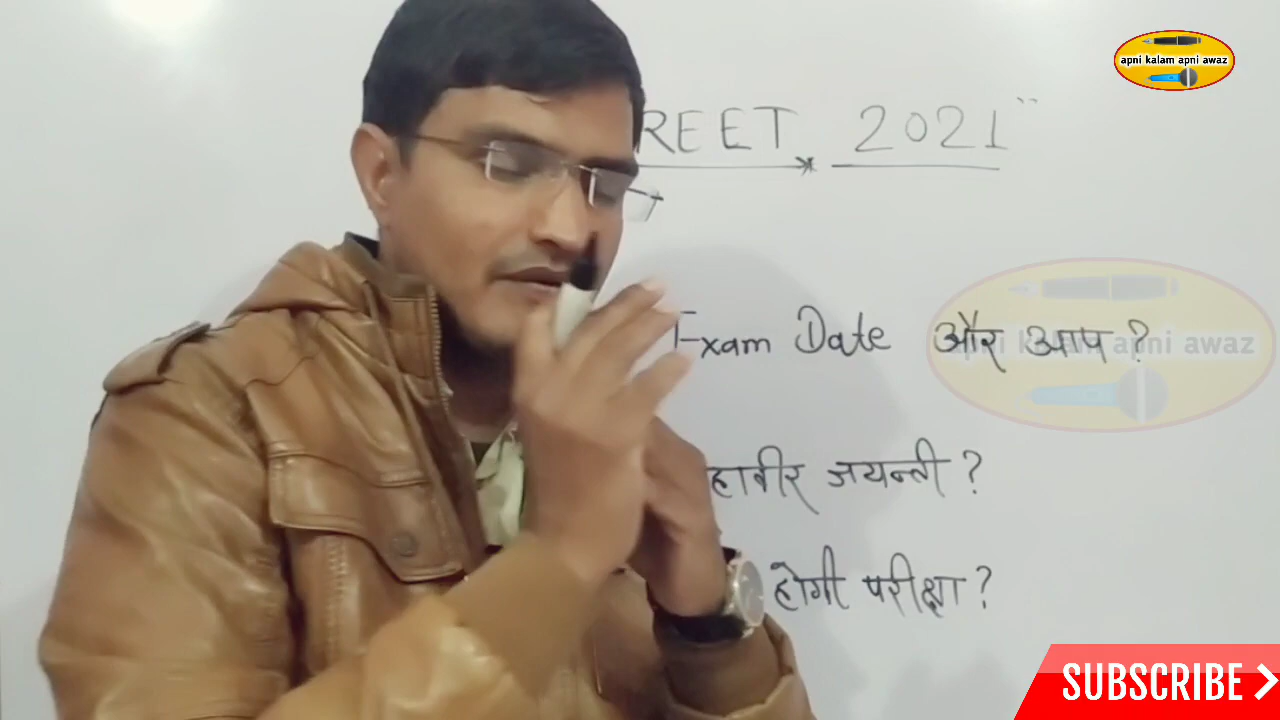 apni kalam apni awaz
REET 2021"
Exam Date और आप ?
apni kalam apni awaz
हावीर जयन्ती ?
होगी परीक्षा ?
SUBSCRIBE